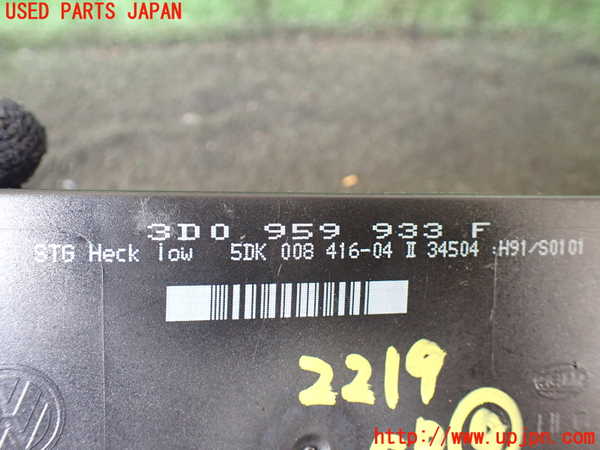 USED PARTS JAPAN
3D0 959 933 F
STG Heck low 5DK 008 416-04 II 34504 :H91/S0101
2219
http://www.upjpn.com/